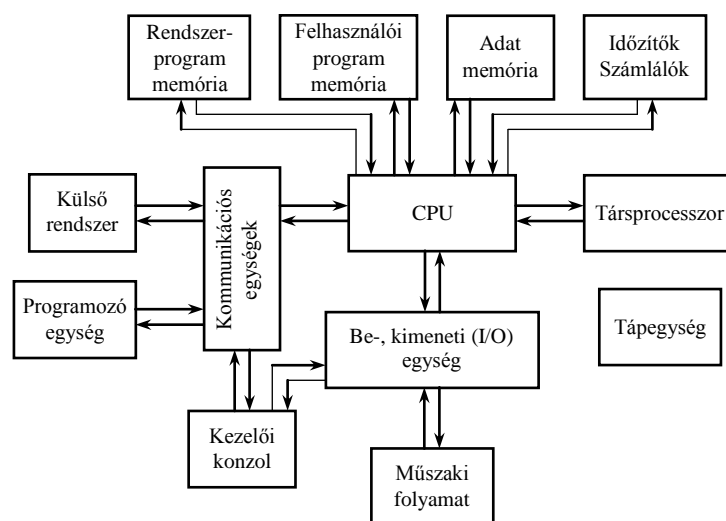 Rendszer-
program
memória
Felhasználói
program
memória
Adat
memória
Időzítők
Számlálók
Külső
rendszer
Kommunikációs
egységek
CPU
Társprocesszor
Programozó
egység
Be-, kimeneti (I/O)
egység
Tápegység
Kezelői
konzol
Műszaki
folyamat